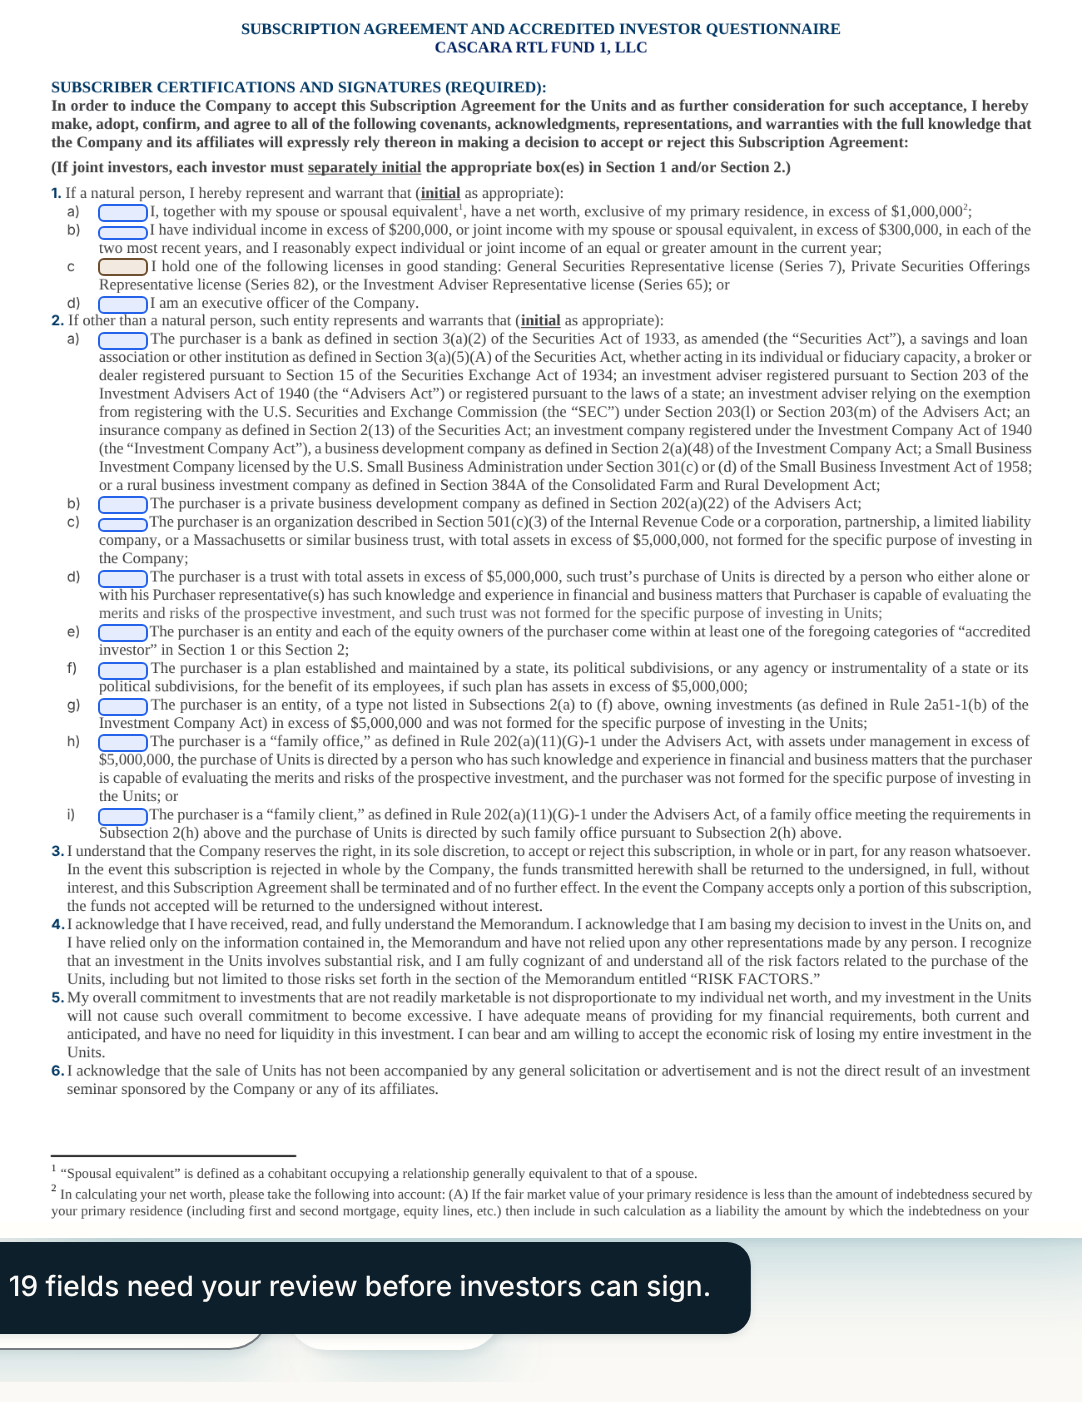 SUBSCRIPTION AGREEMENT AND ACCREDITED INVESTOR QUESTIONNAIRE
CASCARA RTL FUND 1, LLC
SUBSCRIBER CERTIFICATIONS AND SIGNATURES (REQUIRED):
In order to induce the Company to accept this Subscription Agreement for the Units and as further consideration for such acceptance, I hereby
make, adopt, confirm, and agree to all of the following covenants, acknowledgments, representations, and warranties with the full knowledge that
the Company and its affiliates will expressly rely thereon in making a decision to accept or reject this Subscription Agreement:
(If joint investors, each investor must separately initial the appropriate box(es) in Section 1 and/or Section 2.)
1. If a natural person, I hereby represent and warrant that (initial as appropriate):
a) I, together with my spouse or spousal equivalent¹, have a net worth, exclusive of my primary residence, in excess of $1,000,000²;
b) I have individual income in excess of $200,000, or joint income with my spouse or spousal equivalent, in excess of $300,000, in each of the
two most recent years, and I reasonably expect individual or joint income of an equal or greater amount in the current year;
c I hold one of the following licenses in good standing: General Securities Representative license (Series 7), Private Securities Offerings
Representative license (Series 82), or the Investment Adviser Representative license (Series 65); or
d) I am an executive officer of the Company.
2. If other than a natural person, such entity represents and warrants that (initial as appropriate):
a) The purchaser is a bank as defined in section 3(a)(2) of the Securities Act of 1933, as amended (the “Securities Act”), a savings and loan
association or other institution as defined in Section 3(a)(5)(A) of the Securities Act, whether acting in its individual or fiduciary capacity, a broker or
dealer registered pursuant to Section 15 of the Securities Exchange Act of 1934; an investment adviser registered pursuant to Section 203 of the
Investment Advisers Act of 1940 (the “Advisers Act”) or registered pursuant to the laws of a state; an investment adviser relying on the exemption
from registering with the U.S. Securities and Exchange Commission (the “SEC”) under Section 203(l) or Section 203(m) of the Advisers Act; an
insurance company as defined in Section 2(13) of the Securities Act; an investment company registered under the Investment Company Act of 1940
(the “Investment Company Act”), a business development company as defined in Section 2(a)(48) of the Investment Company Act; a Small Business
Investment Company licensed by the U.S. Small Business Administration under Section 301(c) or (d) of the Small Business Investment Act of 1958;
or a rural business investment company as defined in Section 384A of the Consolidated Farm and Rural Development Act;
b) The purchaser is a private business development company as defined in Section 202(a)(22) of the Advisers Act;
c) The purchaser is an organization described in Section 501(c)(3) of the Internal Revenue Code or a corporation, partnership, a limited liability
company, or a Massachusetts or similar business trust, with total assets in excess of $5,000,000, not formed for the specific purpose of investing in
the Company;
d) The purchaser is a trust with total assets in excess of $5,000,000, such trust’s purchase of Units is directed by a person who either alone or
with his Purchaser representative(s) has such knowledge and experience in financial and business matters that Purchaser is capable of evaluating the
merits and risks of the prospective investment, and such trust was not formed for the specific purpose of investing in Units;
e) The purchaser is an entity and each of the equity owners of the purchaser come within at least one of the foregoing categories of “accredited
investor” in Section 1 or this Section 2;
f) The purchaser is a plan established and maintained by a state, its political subdivisions, or any agency or instrumentality of a state or its
political subdivisions, for the benefit of its employees, if such plan has assets in excess of $5,000,000;
g) The purchaser is an entity, of a type not listed in Subsections 2(a) to (f) above, owning investments (as defined in Rule 2a51-1(b) of the
Investment Company Act) in excess of $5,000,000 and was not formed for the specific purpose of investing in the Units;
h) The purchaser is a “family office,” as defined in Rule 202(a)(11)(G)-1 under the Advisers Act, with assets under management in excess of
$5,000,000, the purchase of Units is directed by a person who has such knowledge and experience in financial and business matters that the purchaser
is capable of evaluating the merits and risks of the prospective investment, and the purchaser was not formed for the specific purpose of investing in
the Units; or
i) The purchaser is a “family client,” as defined in Rule 202(a)(11)(G)-1 under the Advisers Act, of a family office meeting the requirements in
Subsection 2(h) above and the purchase of Units is directed by such family office pursuant to Subsection 2(h) above.
3. I understand that the Company reserves the right, in its sole discretion, to accept or reject this subscription, in whole or in part, for any reason whatsoever.
In the event this subscription is rejected in whole by the Company, the funds transmitted herewith shall be returned to the undersigned, in full, without
interest, and this Subscription Agreement shall be terminated and of no further effect. In the event the Company accepts only a portion of this subscription,
the funds not accepted will be returned to the undersigned without interest.
4. I acknowledge that I have received, read, and fully understand the Memorandum. I acknowledge that I am basing my decision to invest in the Units on, and
I have relied only on the information contained in, the Memorandum and have not relied upon any other representations made by any person. I recognize
that an investment in the Units involves substantial risk, and I am fully cognizant of and understand all of the risk factors related to the purchase of the
Units, including but not limited to those risks set forth in the section of the Memorandum entitled “RISK FACTORS.”
5. My overall commitment to investments that are not readily marketable is not disproportionate to my individual net worth, and my investment in the Units
will not cause such overall commitment to become excessive. I have adequate means of providing for my financial requirements, both current and
anticipated, and have no need for liquidity in this investment. I can bear and am willing to accept the economic risk of losing my entire investment in the
Units.
6. I acknowledge that the sale of Units has not been accompanied by any general solicitation or advertisement and is not the direct result of an investment
seminar sponsored by the Company or any of its affiliates.
¹ “Spousal equivalent” is defined as a cohabitant occupying a relationship generally equivalent to that of a spouse.
² In calculating your net worth, please take the following into account: (A) If the fair market value of your primary residence is less than the amount of indebtedness secured by
your primary residence (including first and second mortgage, equity lines, etc.) then include in such calculation as a liability the amount by which the indebtedness on your
19 fields need your review before investors can sign.